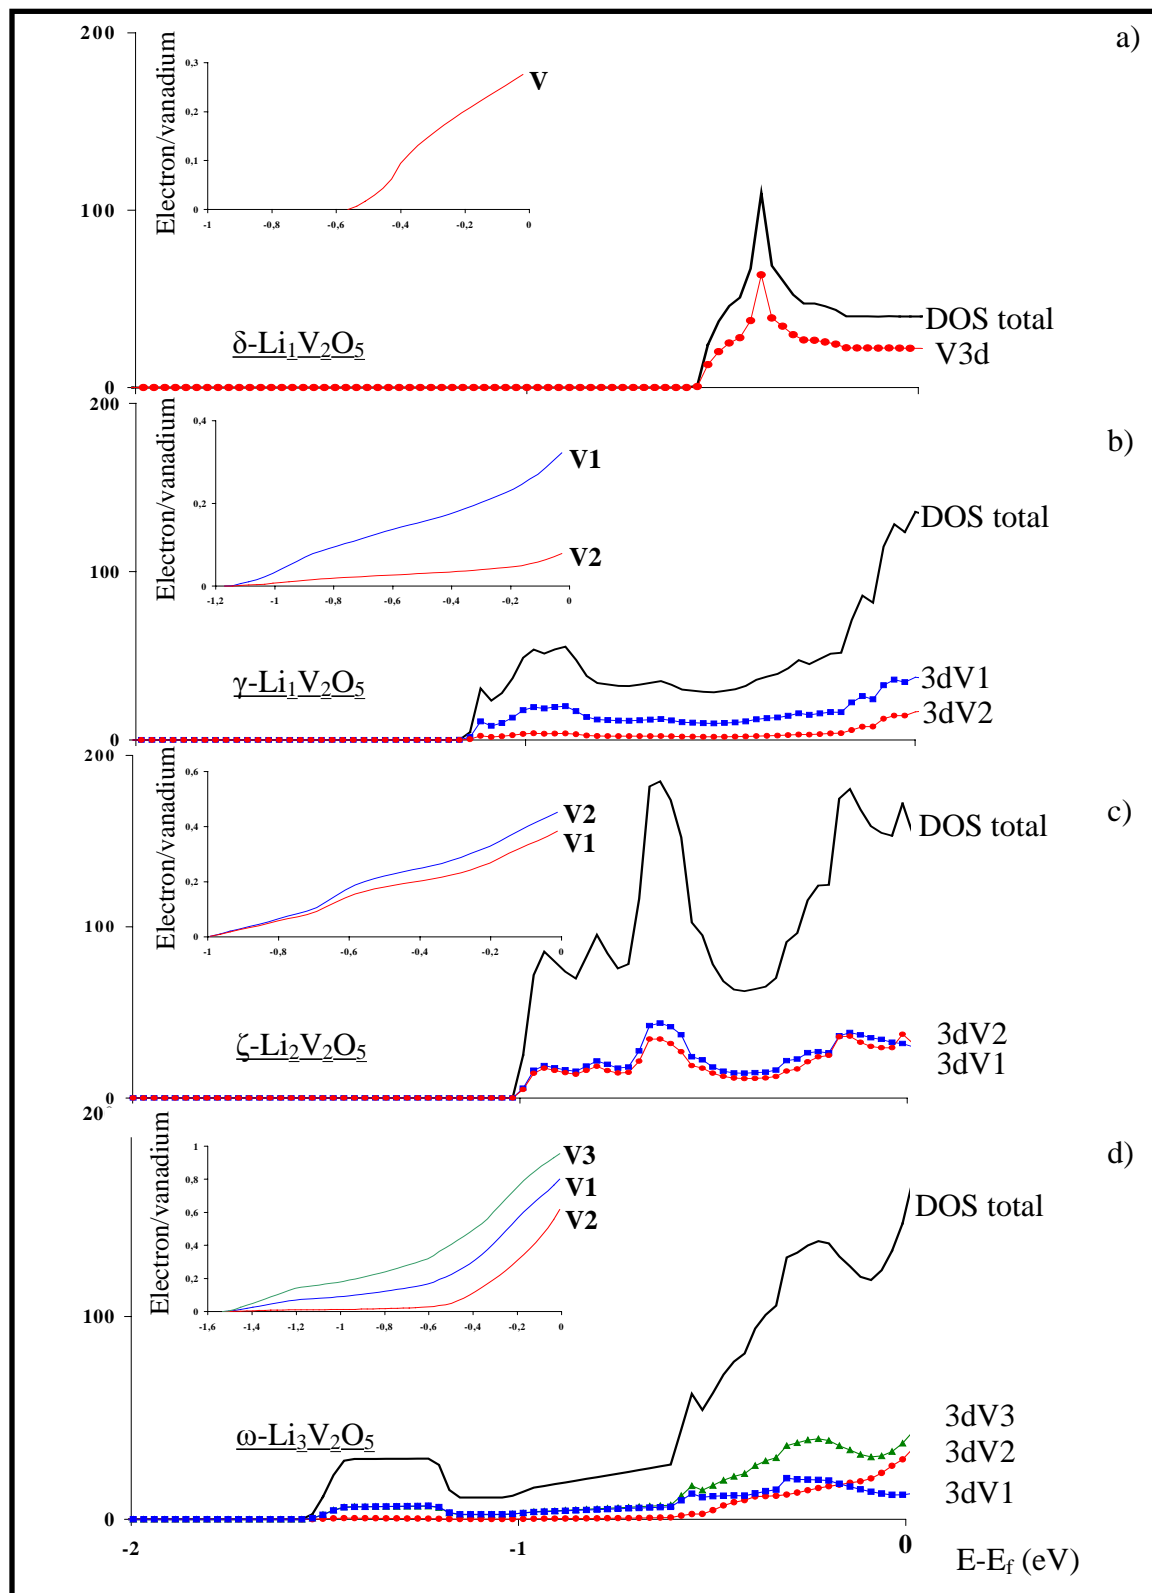 a)
200
100
0
Electron/vanadium
0,3
0,2
0,1
0
-1
-0,8
-0,6
-0,4
-0,2
0
V
δ-Li1V2O5
DOS total
V3d
b)
200
100
0
Electron/vanadium
0,4
0,2
0
-1,2
-1
-0,8
-0,6
-0,4
-0,2
0
V1
V2
γ-Li1V2O5
DOS total
3dV1
3dV2
c)
200
100
0
Electron/vanadium
0,6
0,4
0,2
0
-1
-0,8
-0,6
-0,4
-0,2
0
V2
V1
ζ-Li2V2O5
DOS total
3dV2
3dV1
d)
20
100
0
Electron/vanadium
1
0,8
0,6
0,4
0,2
0
-1,6
-1,4
-1,2
-1
-0,8
-0,6
-0,4
-0,2
0
V3
V1
V2
ω-Li3V2O5
DOS total
3dV3
3dV2
3dV1
-2
-1
0
E-Ef (eV)